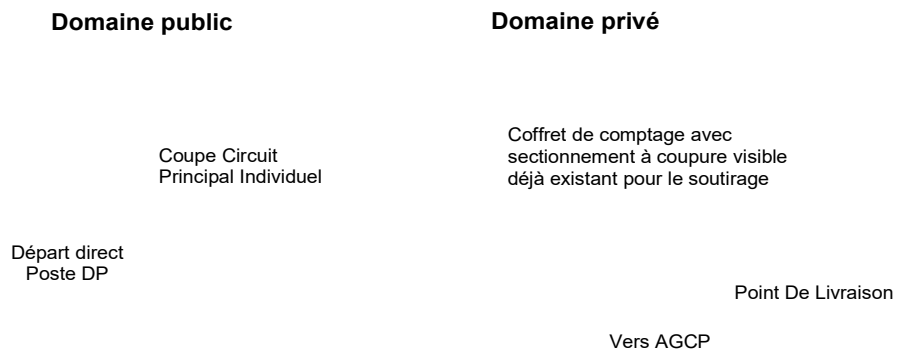 Domaine public
Domaine privé
Coffret de comptage avec
sectionnement à coupure visible
déjà existant pour le soutirage
Coupe Circuit
Principal Individuel
Départ direct
Poste DP
Point De Livraison
Vers AGCP